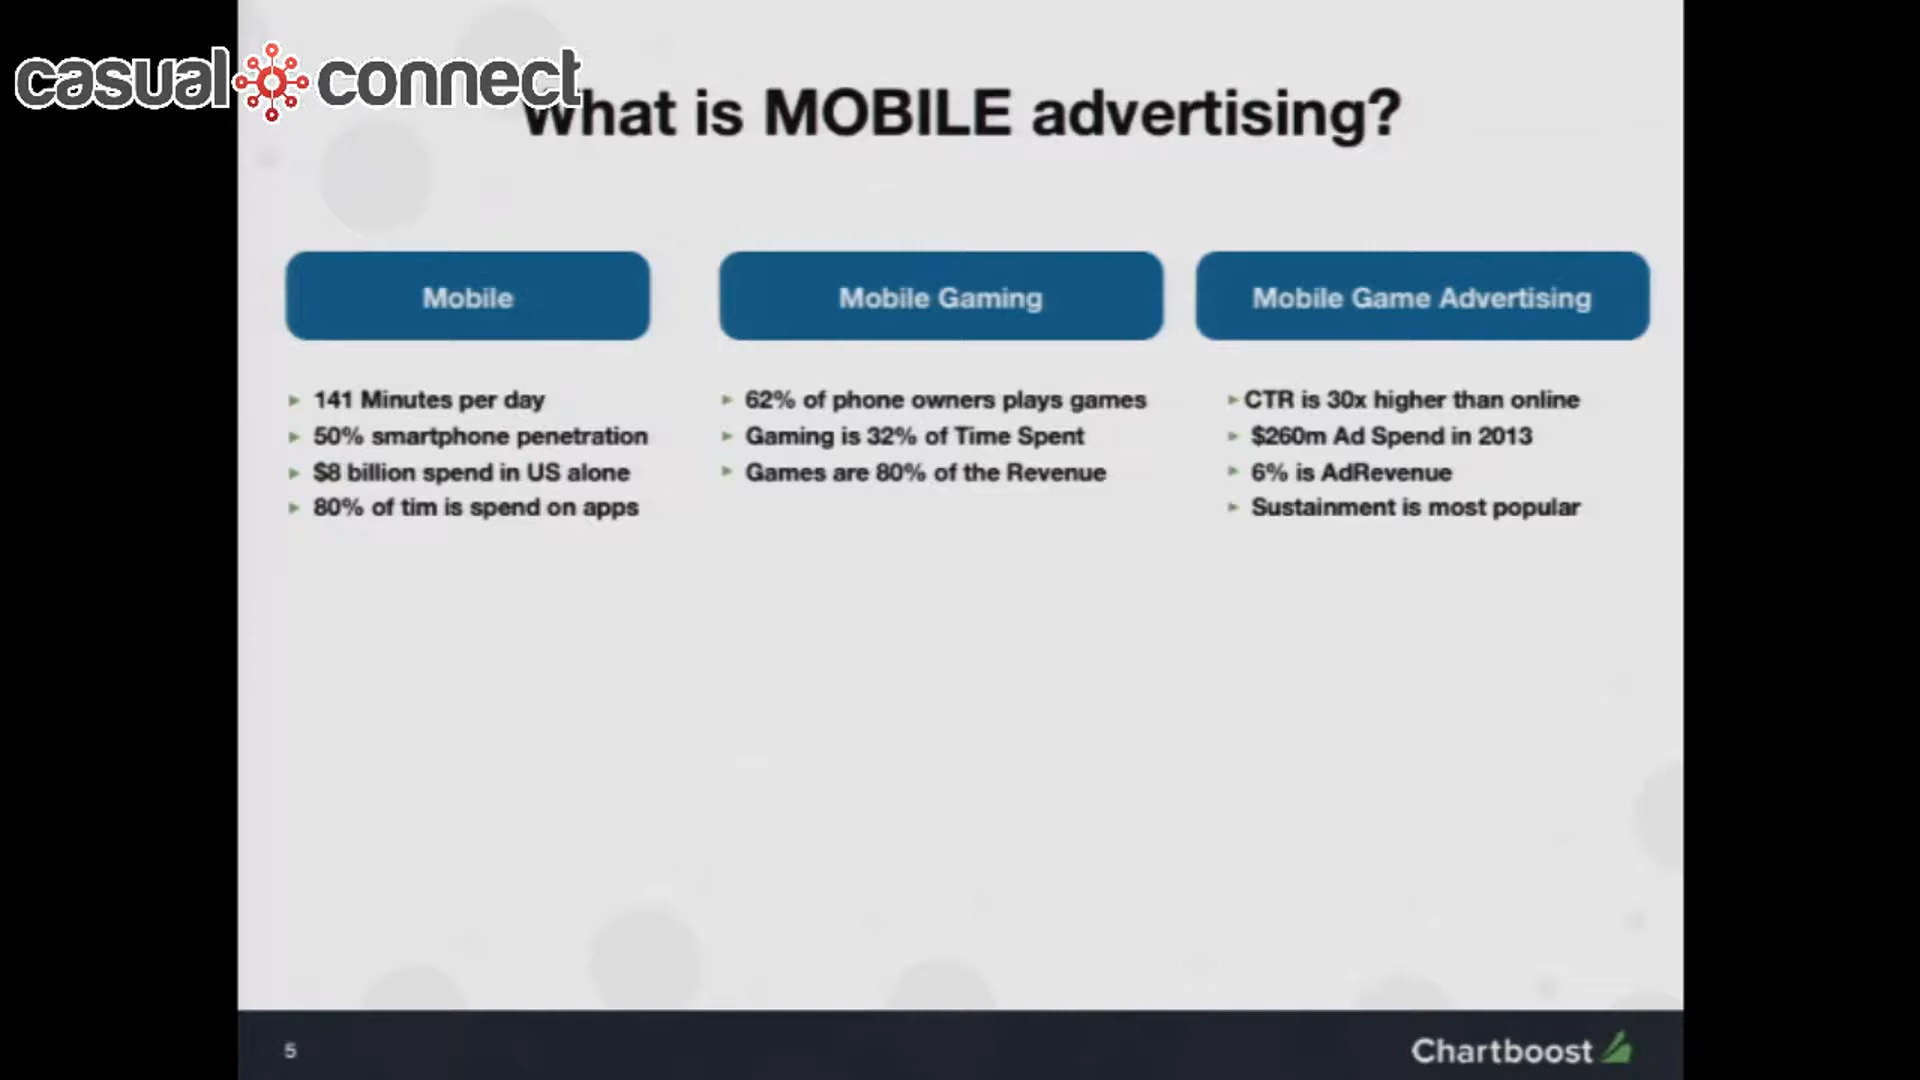 casual connect
What is MOBILE advertising?
Mobile
141 Minutes per day
50% smartphone penetration
$8 billion spend in US alone
80% of tim is spend on apps
Mobile Gaming
62% of phone owners plays games
Gaming is 32% of Time Spent
Games are 80% of the Revenue
Mobile Game Advertising
CTR is 30x higher than online
$260m Ad Spend in 2013
6% is AdRevenue
Sustainment is most popular
5
Chartboost